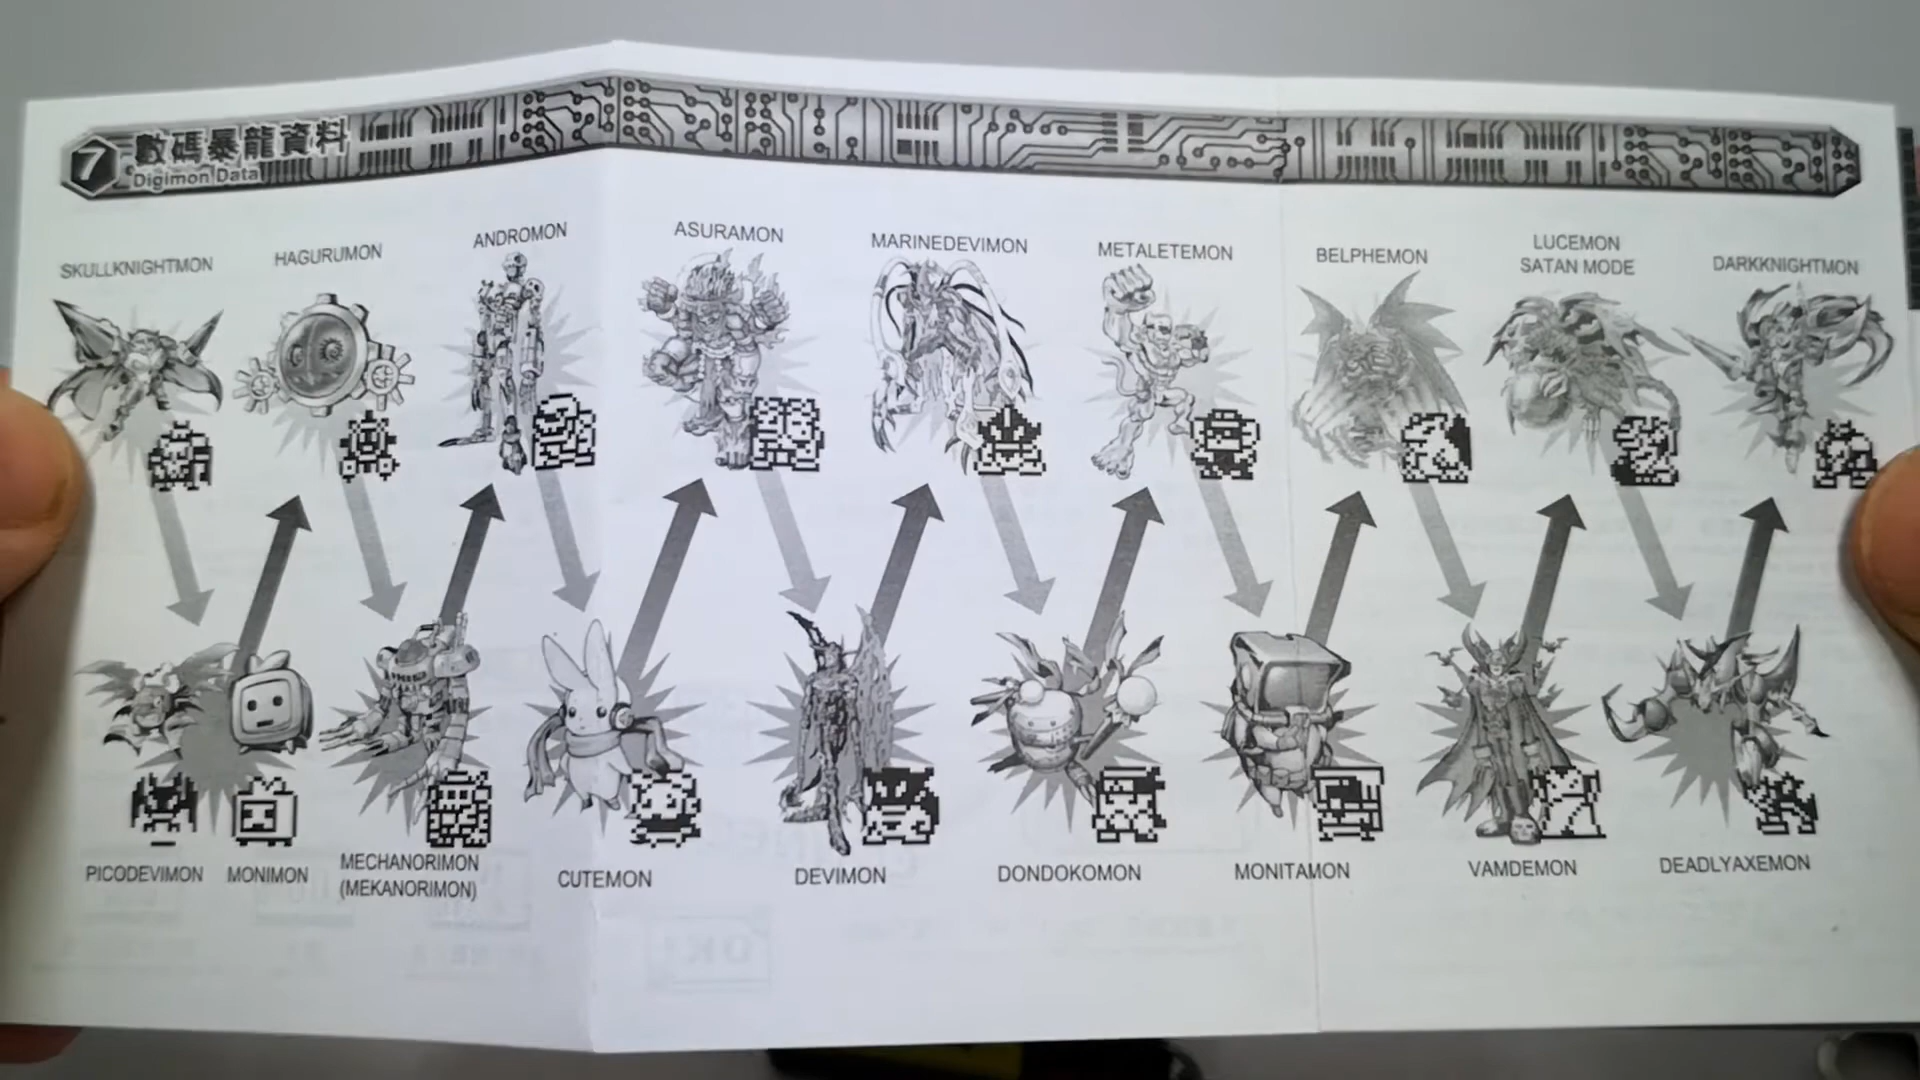 7 數碼暴龍資料
Digimon Data
SKULLKNIGHTMON
HAGURUMON
ANDROMON
ASURAMON
MARINEDEVIMON
METALETEMON
BELPHEMON
LUCEMON
SATAN MODE
DARKKNIGHTMON
PICODEVIMON
MONIMON
MECHANORIMON
(MEKANORIMON)
CUTEMON
DEVIMON
DONDOKOMON
MONITAMON
VAMDEMON
DEADLYAXEMON